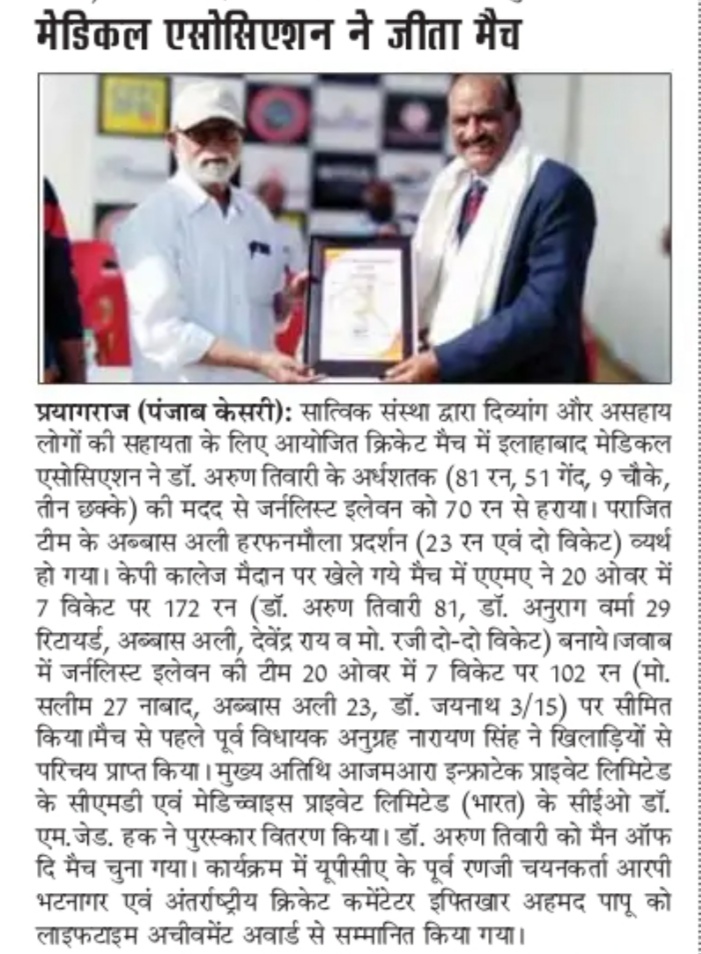 मेडिकल एसोसिएशन ने जीता मैच
प्रयागराज (पंजाब केसरी): सात्विक संस्था द्वारा दिव्यांग और असहाय
लोगों की सहायता के लिए आयोजित क्रिकेट मैच में इलाहाबाद मेडिकल
एसोसिएशन ने डॉ. अरुण तिवारी के अर्धशतक (81 रन, 51 गेंद, 9 चौके,
तीन छक्के) की मदद से जर्नलिस्ट इलेवन को 70 रन से हराया। पराजित
टीम के अब्बास अली हरफनमौला प्रदर्शन (23 रन एवं दो विकेट) व्यर्थ
हो गया। केपी कालेज मैदान पर खेले गये मैच में एएमए ने 20 ओवर में
7 विकेट पर 172 रन (डॉ. अरुण तिवारी 81, डॉ. अनुराग वर्मा 29
रिटायर्ड, अब्बास अली, देवेंद्र राय व मो. रजी दो-दो विकेट) बनाये।जवाब
में जर्नलिस्ट इलेवन की टीम 20 ओवर में 7 विकेट पर 102 रन (मो.
सलीम 27 नाबाद, अब्बास अली 23, डॉ. जयनाथ 3/15) पर सीमित
किया।मैच से पहले पूर्व विधायक अनुग्रह नारायण सिंह ने खिलाड़ियों से
परिचय प्राप्त किया। मुख्य अतिथि आजमआरा इन्फ्राटेक प्राइवेट लिमिटेड
के सीएमडी एवं मेडिच्वाइस प्राइवेट लिमिटेड (भारत) के सीईओ डॉ.
एम.जेड. हक ने पुरस्कार वितरण किया। डॉ. अरुण तिवारी को मैन ऑफ
दि मैच चुना गया। कार्यक्रम में यूपीसीए के पूर्व रणजी चयनकर्ता आरपी
भटनागर एवं अंतर्राष्ट्रीय क्रिकेट कमेंटेटर इफ्तिखार अहमद पापू को
लाइफटाइम अचीवमेंट अवार्ड से सम्मानित किया गया।